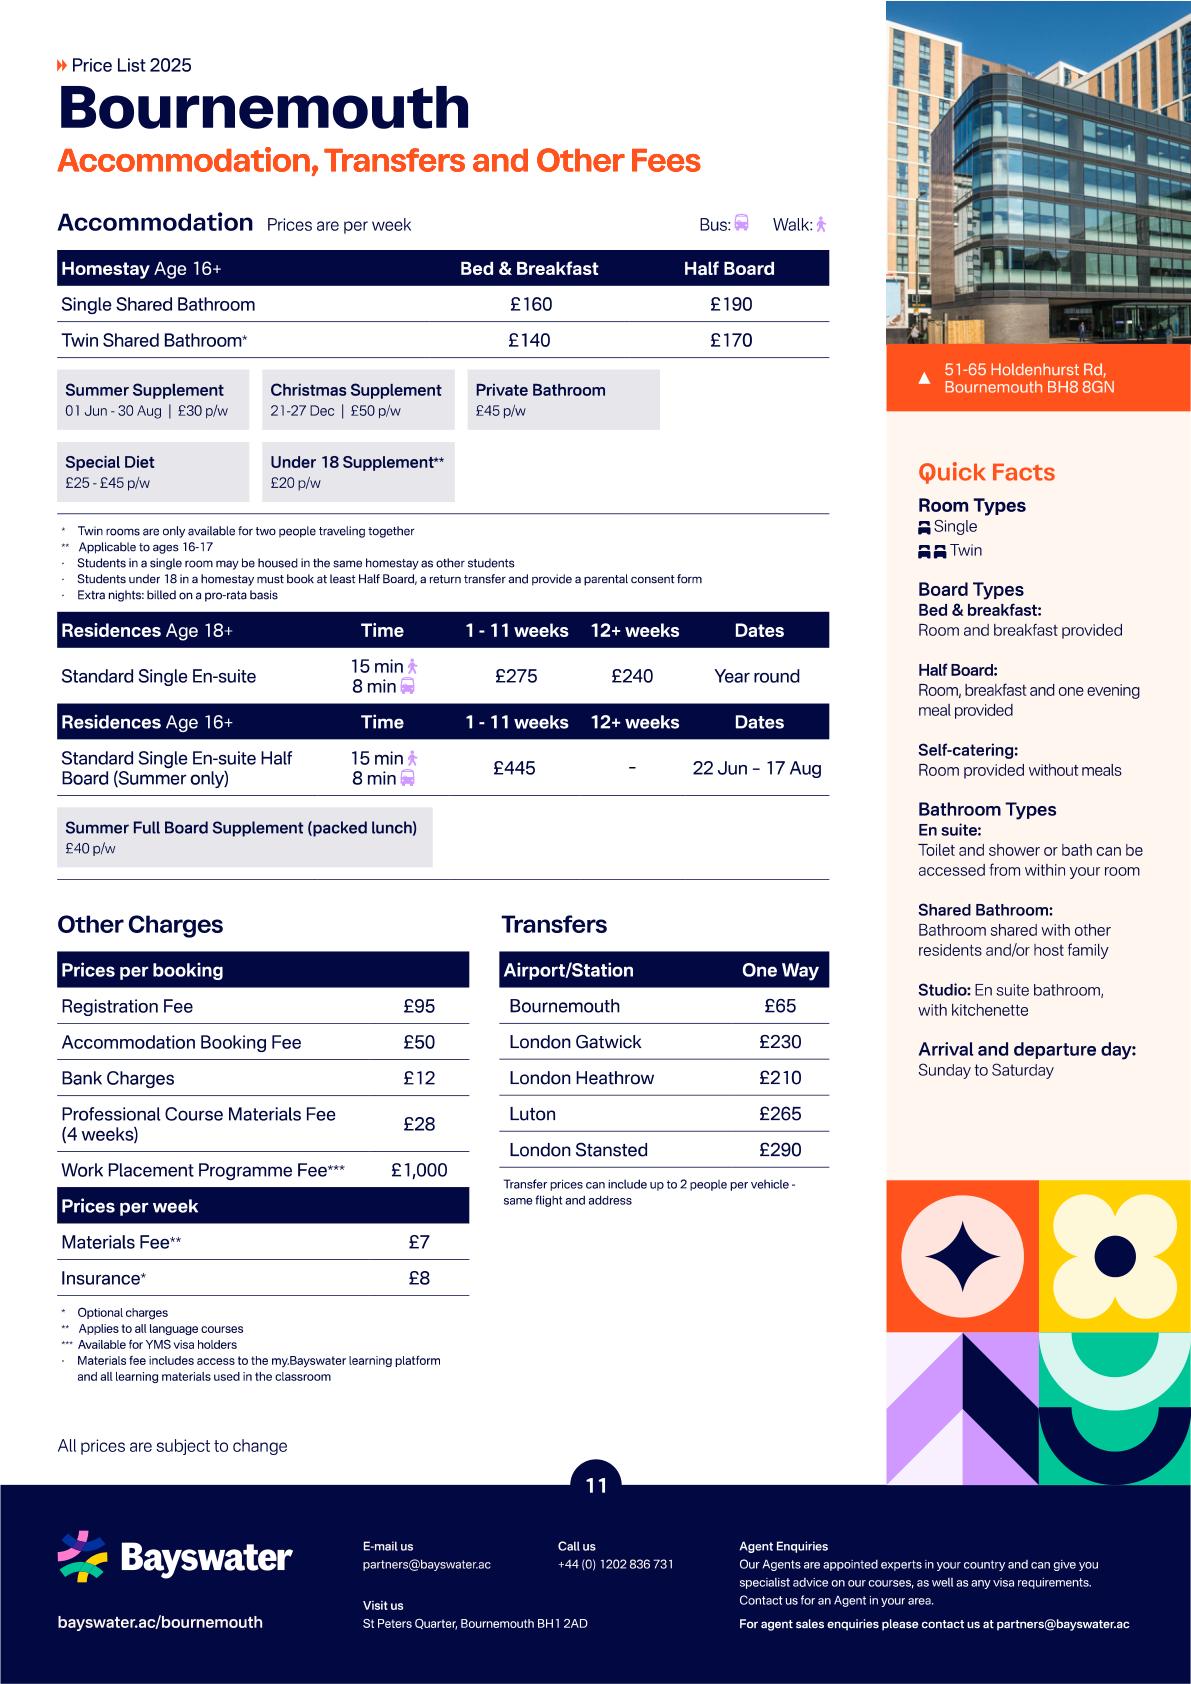 Price List 2025
Bournemouth
Accommodation, Transfers and Other Fees
Accommodation Prices are per week Bus: Walk:
Homestay Age 16+ Bed & Breakfast Half Board
Single Shared Bathroom £160 £190
Twin Shared Bathroom* £140 £170
Summer Supplement Christmas Supplement Private Bathroom
01 Jun - 30 Aug | £30 p/w 21-27 Dec | £50 p/w £45 p/w
Special Diet Under 18 Supplement**
£25 - £45 p/w £20 p/w
* Twin rooms are only available for two people traveling together
** Applicable to ages 16-17
· Students in a single room may be housed in the same homestay as other students
· Students under 18 in a homestay must book at least Half Board, a return transfer and provide a parental consent form
· Extra nights: billed on a pro-rata basis
Residences Age 18+ Time 1 - 11 weeks 12+ weeks Dates
Standard Single En-suite 15 min 8 min £275 £240 Year round
Residences Age 16+ Time 1 - 11 weeks 12+ weeks Dates
Standard Single En-suite Half 15 min £445 - 22 Jun – 17 Aug
Board (Summer only) 8 min
Summer Full Board Supplement (packed lunch)
£40 p/w
Other Charges
Prices per booking
Registration Fee £95
Accommodation Booking Fee £50
Bank Charges £12
Professional Course Materials Fee
(4 weeks) £28
Work Placement Programme Fee*** £1,000
Prices per week
Materials Fee** £7
Insurance* £8
* Optional charges
** Applies to all language courses
*** Available for YMS visa holders
· Materials fee includes access to the my.Bayswater learning platform
and all learning materials used in the classroom
Transfers
Airport/Station One Way
Bournemouth £65
London Gatwick £230
London Heathrow £210
Luton £265
London Stansted £290
Transfer prices can include up to 2 people per vehicle -
same flight and address
All prices are subject to change
51-65 Holdenhurst Rd,
Bournemouth BH8 8GN
Quick Facts
Room Types
Single
Twin
Board Types
Bed & breakfast:
Room and breakfast provided
Half Board:
Room, breakfast and one evening
meal provided
Self-catering:
Room provided without meals
Bathroom Types
En suite:
Toilet and shower or bath can be
accessed from within your room
Shared Bathroom:
Bathroom shared with other
residents and/or host family
Studio: En suite bathroom,
with kitchenette
Arrival and departure day:
Sunday to Saturday
11
Bayswater
bayswater.ac/bournemouth
E-mail us
partners@bayswater.ac
Call us
+44 (0) 1202 836 731
Visit us
St Peters Quarter, Bournemouth BH1 2AD
Agent Enquiries
Our Agents are appointed experts in your country and can give you
specialist advice on our courses, as well as any visa requirements.
Contact us for an Agent in your area.
For agent sales enquiries please contact us at partners@bayswater.ac